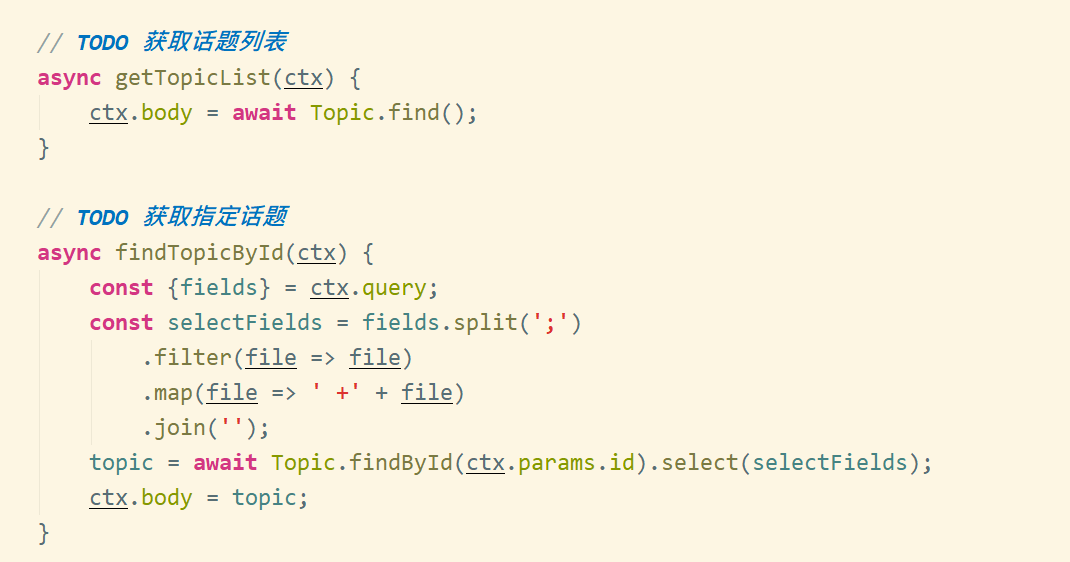 // TODO 获取话题列表
async getTopicList(ctx) {
    ctx.body = await Topic.find();
}

// TODO 获取指定话题
async findTopicById(ctx) {
    const {fields} = ctx.query;
    const selectFields = fields.split(';')
        .filter(file => file)
        .map(file => ' +' + file)
        .join('');
    topic = await Topic.findById(ctx.params.id).select(selectFields);
    ctx.body = topic;
}